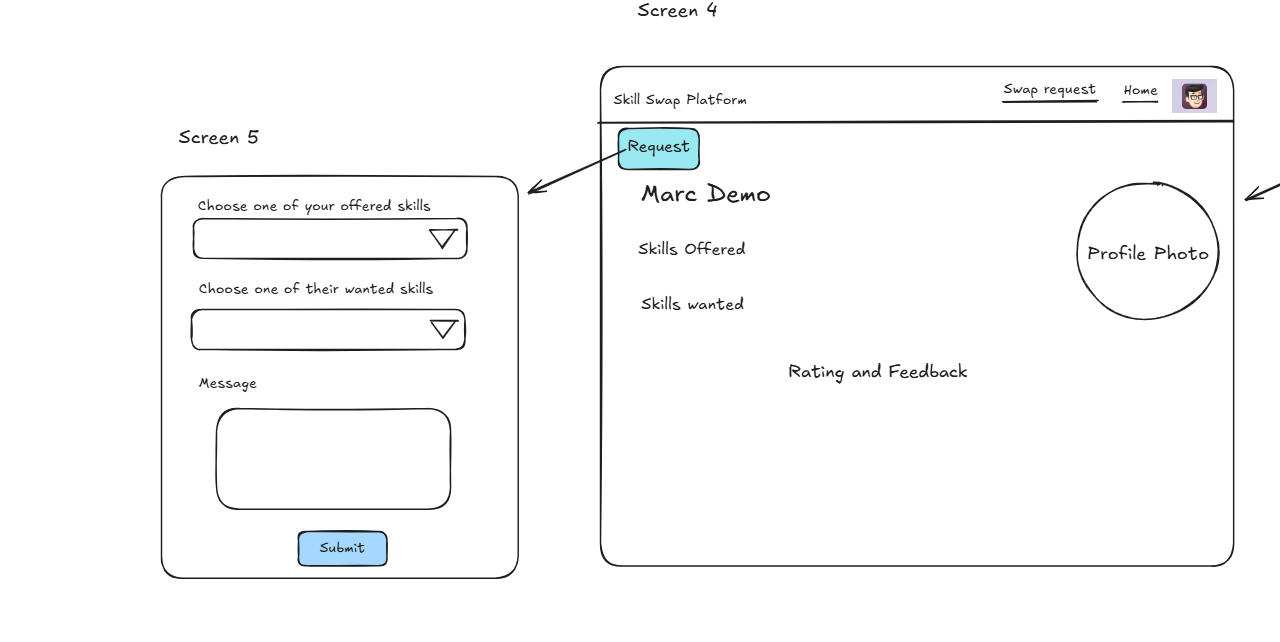 Screen 4
Skill Swap Platform
Swap request
Home
Screen 5
Request
Marc Demo
Choose one of your offered skills
Skills Offered
Profile Photo
Choose one of their wanted skills
Skills wanted
Rating and Feedback
Message
Submit